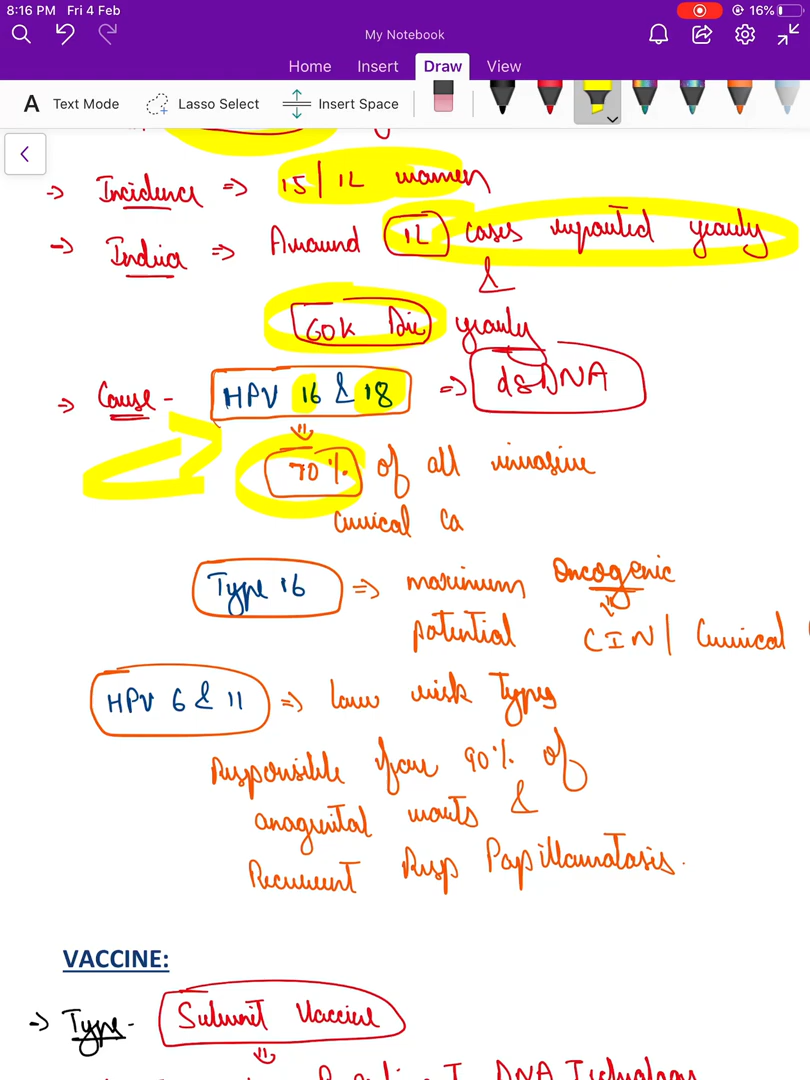 8:16 PM Fri 4 Feb
16%
My Notebook
Home Insert Draw View
A Text Mode Lasso Select Insert Space
⇒ Incidence ⇒ 15 / 1L women
⇒ India ⇒ Around 1L cases reported yearly
&
60k Die yearly
⇒ Cause - HPV 16 & 18 ⇒ dsDNA
70% of all invasive
Cervical Ca
Type 16 ⇒ maximum Oncogenic
potential CIN / Cervical
HPV 6 & 11 ⇒ low risk Types
Responsible for 90% of
anogenital warts &
Recurrent Resp Papillomatosis.
VACCINE:
⇒ Type - Subunit Vaccine
DNA Technology